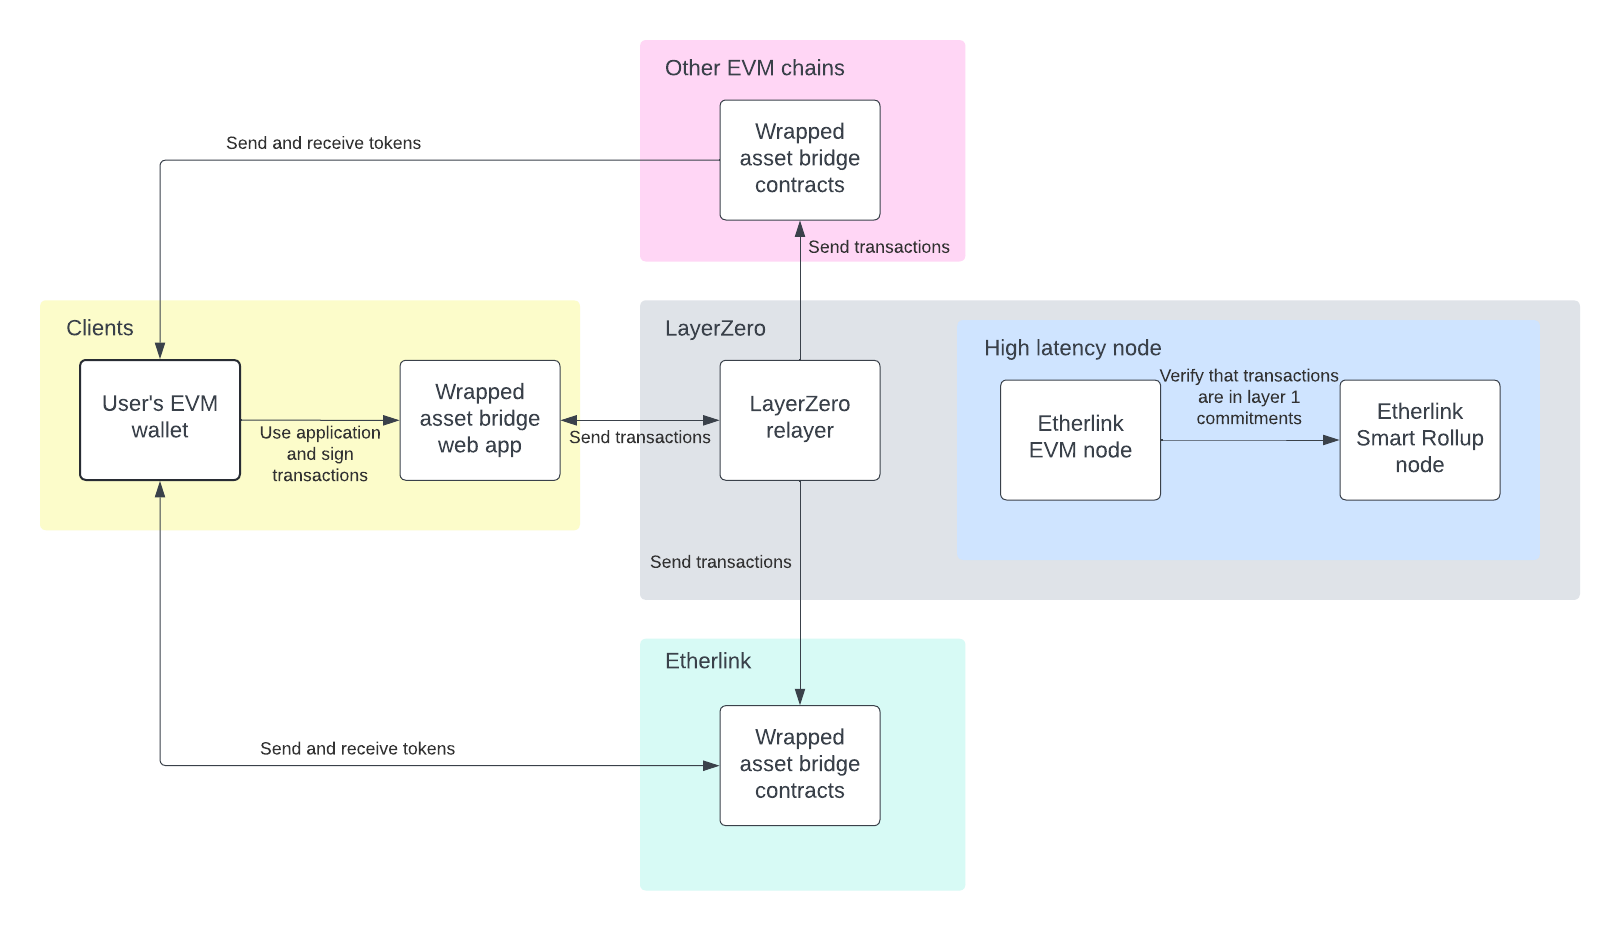 Other EVM chains
Wrapped
asset bridge
contracts
Send and receive tokens
Send transactions
Clients
User's EVM
wallet
Use application
and sign
transactions
Wrapped
asset bridge
web app
Send transactions
LayerZero
LayerZero
relayer
High latency node
Etherlink
EVM node
Verify that transactions
are in layer 1
commitments
Etherlink
Smart Rollup
node
Send transactions
Etherlink
Wrapped
asset bridge
contracts
Send and receive tokens